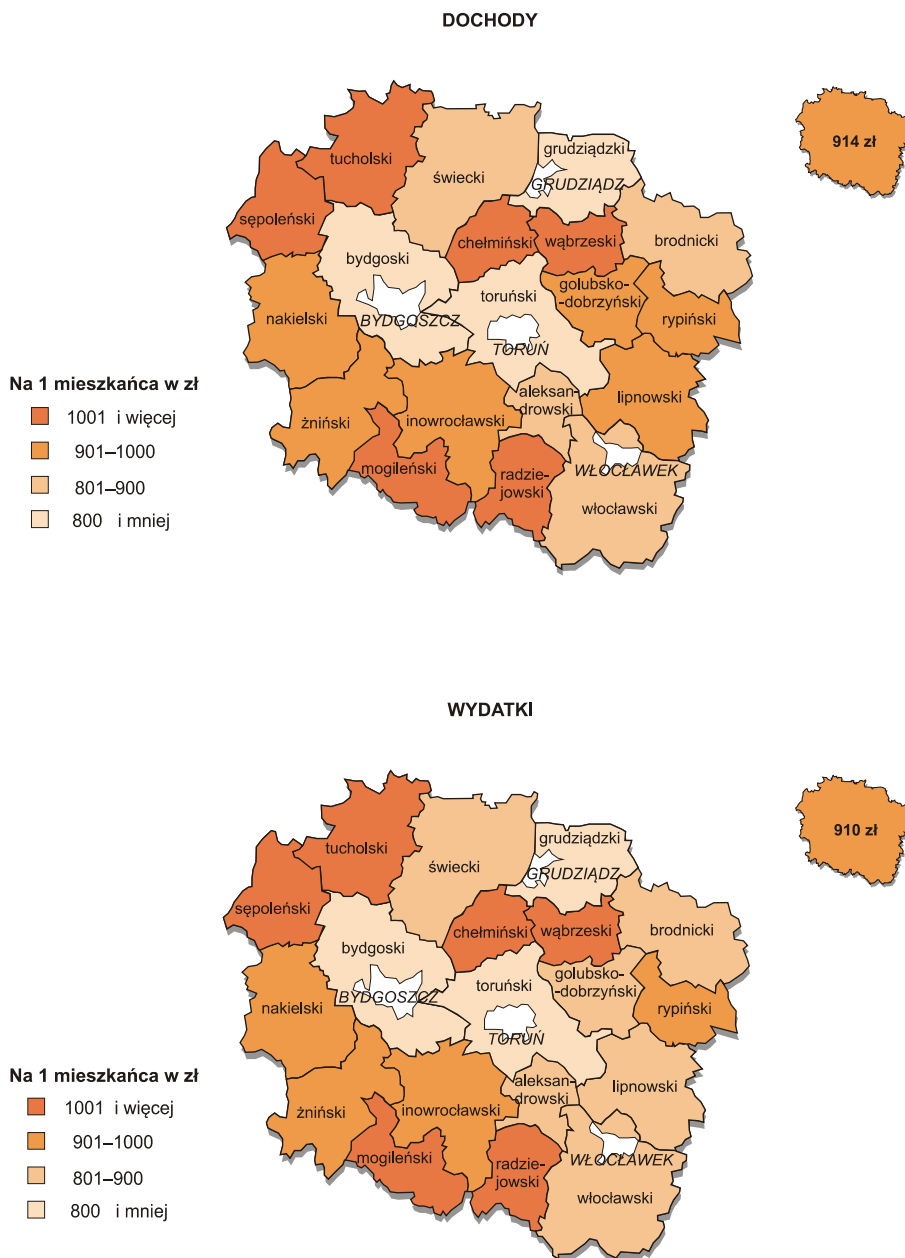 DOCHODY
914 zł
tucholski
świecki
grudziądzki
GRUDZIĄDZ
sępoleński
chełmiński
wąbrzeski
brodnicki
bydgoski
BYDGOSZCZ
toruński
TORUŃ
golubsko-
-dobrzyński
rypiński
nakielski
aleksan-
drowski
lipnowski
żniński
inowrocławski
mogileński
radzie-
jowski
WŁOCŁAWEK
włocławski
Na 1 mieszkańca w zł
1001 i więcej
901–1000
801–900
800 i mniej
WYDATKI
910 zł
tucholski
świecki
grudziądzki
GRUDZIĄDZ
sępoleński
chełmiński
wąbrzeski
brodnicki
bydgoski
BYDGOSZCZ
toruński
TORUŃ
golubsko-
-dobrzyński
rypiński
nakielski
aleksan-
drowski
lipnowski
żniński
inowrocławski
mogileński
radzie-
jowski
WŁOCŁAWEK
włocławski
Na 1 mieszkańca w zł
1001 i więcej
901–1000
801–900
800 i mniej